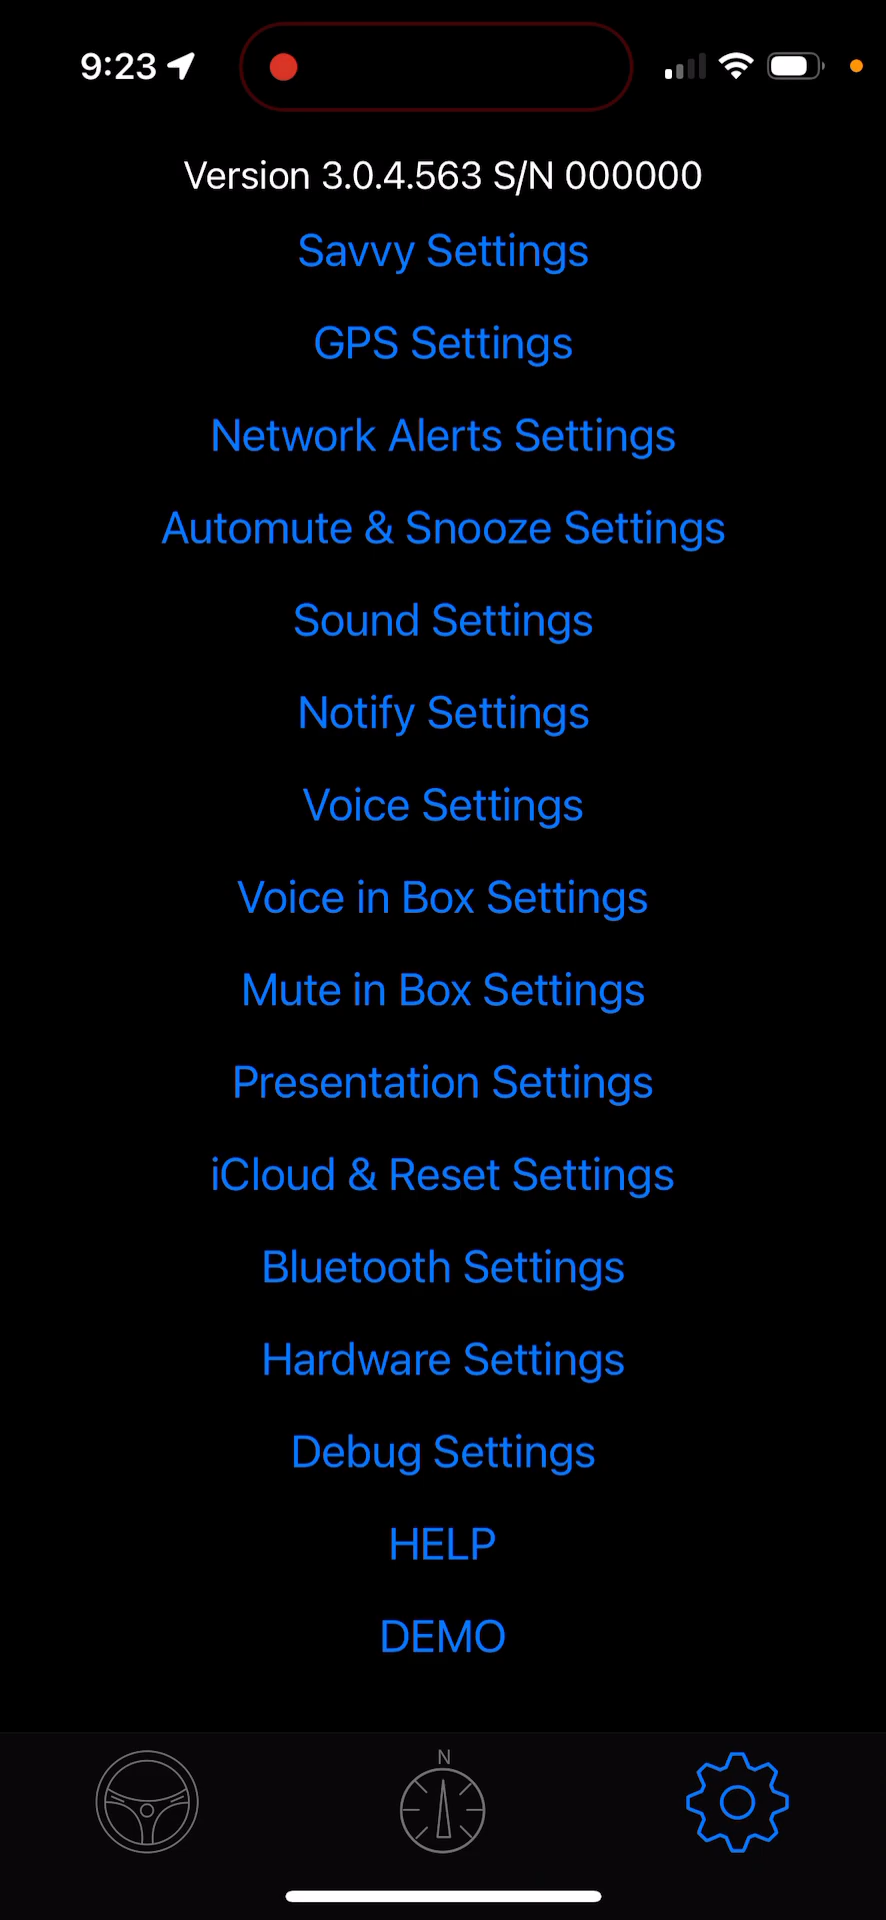 9:23
Version 3.0.4.563 S/N 000000
Savvy Settings
GPS Settings
Network Alerts Settings
Automute & Snooze Settings
Sound Settings
Notify Settings
Voice Settings
Voice in Box Settings
Mute in Box Settings
Presentation Settings
iCloud & Reset Settings
Bluetooth Settings
Hardware Settings
Debug Settings
HELP
DEMO
N